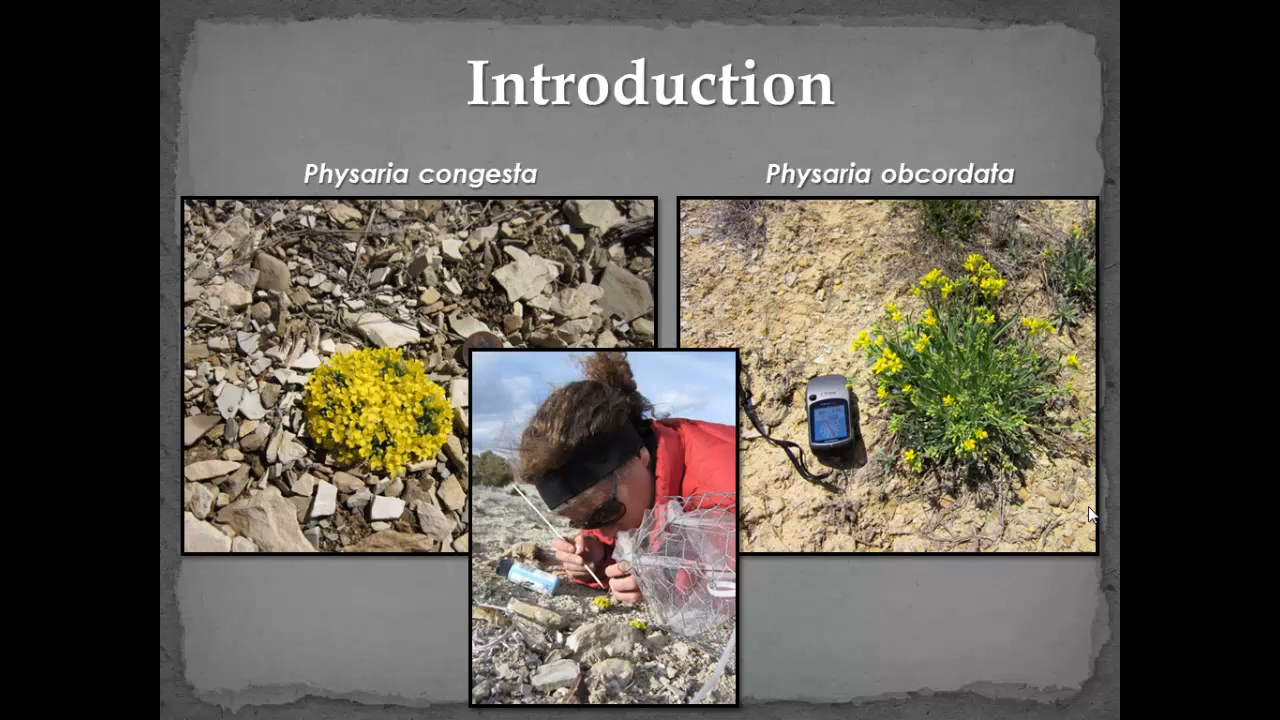 Introduction
Physaria congesta
Physaria obcordata